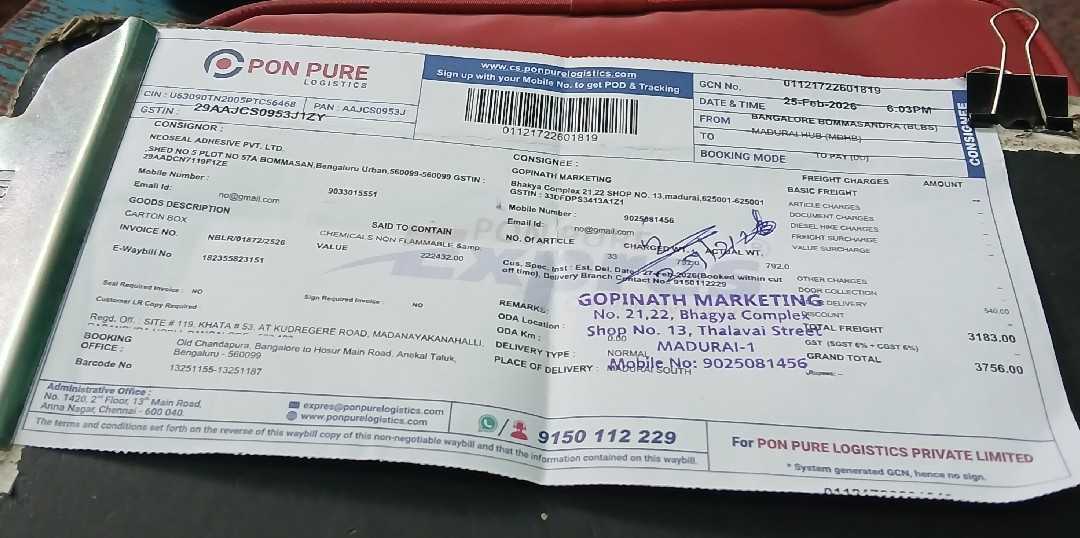 PON PURE
LOGISTICS
CIN : U63090TN2005PTC56468
PAN : AAJCS0953J
GSTIN : 29AAJCS0953J1ZY
www.cs.ponpurelogistics.com
Sign up with your Mobile No. to get POD & Tracking
01121722601819
GCN No. 01121722601819
DATE & TIME 25-Feb-2026 6:03PM
FROM BANGALORE BOMMASANDRA (BLBS)
TO MADURAI HUB (MDHB)
BOOKING MODE TO PAY
CONSIGNEE
CONSIGNOR :
NEOSEAL ADHESIVE PVT. LTD.
,SHED NO.5 PLOT NO 57A BOMMASAN,Bengaluru Urban,560099-560099 GSTIN :
29AADCN7119P1ZE
Mobile Number : 9033015551
Email Id: no@gmail.com
GOODS DESCRIPTION SAID TO CONTAIN
CARTON BOX CHEMICALS NON FLAMMABLE &amp;
INVOICE NO. NBLR/01872/2526 VALUE 222432.00
E-Waybill No 182355823151
Seal Required Invoice : NO Sign Required Invoice : NO
Customer LR Copy Required
CONSIGNEE :
GOPINATH MARKETING
Bhakya Complex 21,22 SHOP NO. 13,madurai,625001-625001
GSTIN : 33DFDPS3413A1Z1
Mobile Number : 9025081456
Email Id: no@gmail.com
NO. OF ARTICLE CHARGED WT. ACTUAL WT.
33 792.0 792.0
Cus. Spec. Inst : Est. Del. Date : 27-Feb-2026(Booked within cut
off time), Delivery Branch Contact No: 9150112229
REMARKS:
ODA Location :
ODA Km : 0.00
DELIVERY TYPE : NORMAL
PLACE OF DELIVERY : MADURAI SOUTH
GOPINATH MARKETING
No. 21,22, Bhagya Complex
Shop No. 13, Thalavai Street
MADURAI-1
Mobile No: 9025081456
FREIGHT CHARGES AMOUNT
BASIC FREIGHT
ARTICLE CHARGES
DOCUMENT CHARGES
DIESEL HIKE CHARGES
FREIGHT SURCHARGE
VALUE SURCHARGE
OTHER CHARGES
DOOR COLLECTION
DELIVERY 540.00
DISCOUNT
TOTAL FREIGHT 3183.00
GST (SGST 6% + CGST 6%)
GRAND TOTAL 3756.00
Rupees:
Regd. Off. : SITE # 119, KHATA # 53, AT KUDREGERE ROAD, MADANAYAKANAHALLI,
BOOKING OFFICE : Old Chandapura, Bangalore to Hosur Main Road, Anekal Taluk,
Bengaluru - 560099
Barcode No 13251155-13251187
Administrative Office :
No. 1420, 2nd Floor, 13th Main Road,
Anna Nagar, Chennai - 600 040.
expres@ponpurelogistics.com
www.ponpurelogistics.com
9150 112 229
The terms and conditions set forth on the reverse of this waybill copy of this non-negotiable waybill and that the information contained on this waybill.
For PON PURE LOGISTICS PRIVATE LIMITED
* System generated GCN, hence no sign.